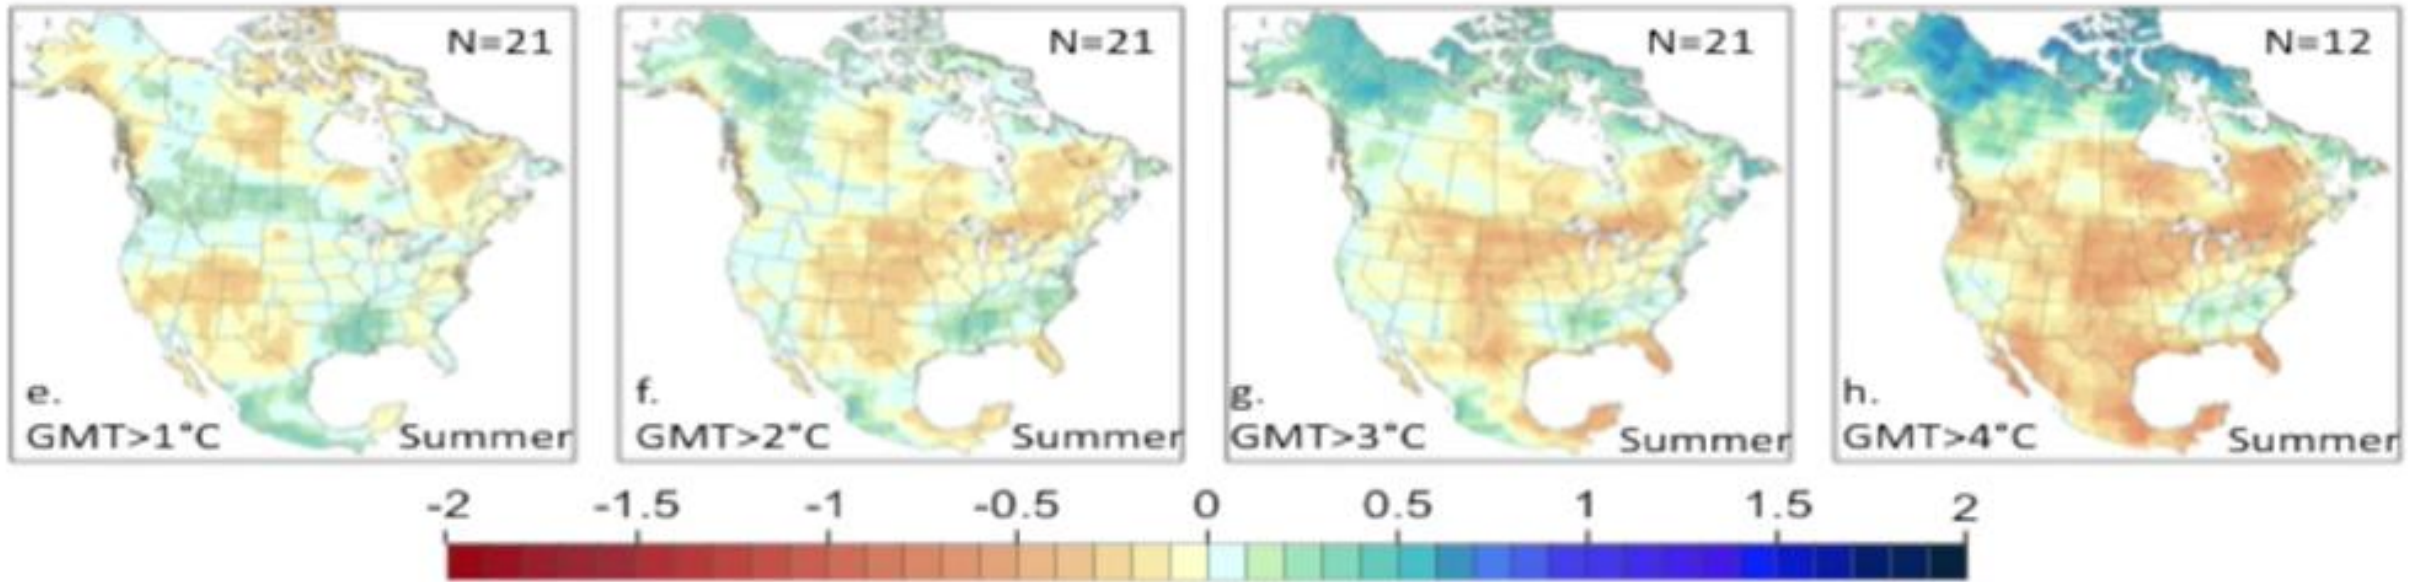 N=21
e.
GMT>1°C Summer
N=21
f.
GMT>2°C Summer
N=21
g.
GMT>3°C Summer
N=12
h.
GMT>4°C Summer
-2 -1.5 -1 -0.5 0 0.5 1 1.5 2